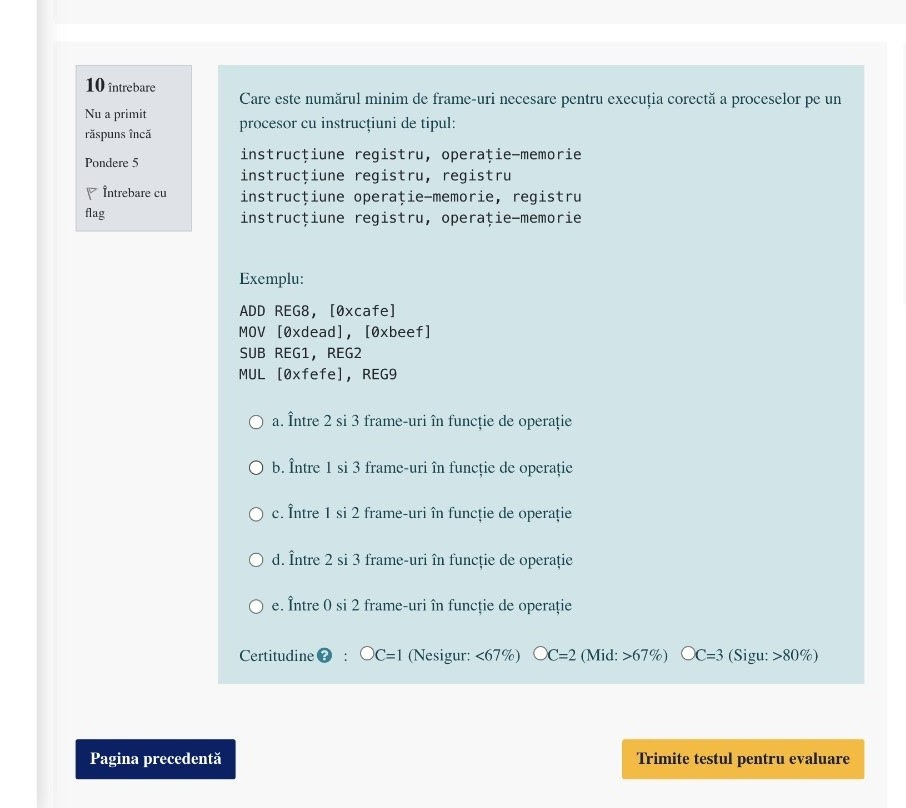 10 întrebare
Nu a primit
răspuns încă
Pondere 5
Întrebare cu
flag
Care este numărul minim de frame-uri necesare pentru execuția corectă a proceselor pe un
procesor cu instrucțiuni de tipul:
instrucțiune registru, operație-memorie
instrucțiune registru, registru
instrucțiune operație-memorie, registru
instrucțiune registru, operație-memorie
Exemplu:
ADD REG8, [0xcafe]
MOV [0xdead], [0xbeef]
SUB REG1, REG2
MUL [0xfefe], REG9
a. Între 2 si 3 frame-uri în funcție de operație
b. Între 1 si 3 frame-uri în funcție de operație
c. Între 1 si 2 frame-uri în funcție de operație
d. Între 2 si 3 frame-uri în funcție de operație
e. Între 0 si 2 frame-uri în funcție de operație
Certitudine ? : C=1 (Nesigur: <67%) C=2 (Mid: >67%) C=3 (Sigu: >80%)
Pagina precedentă
Trimite testul pentru evaluare